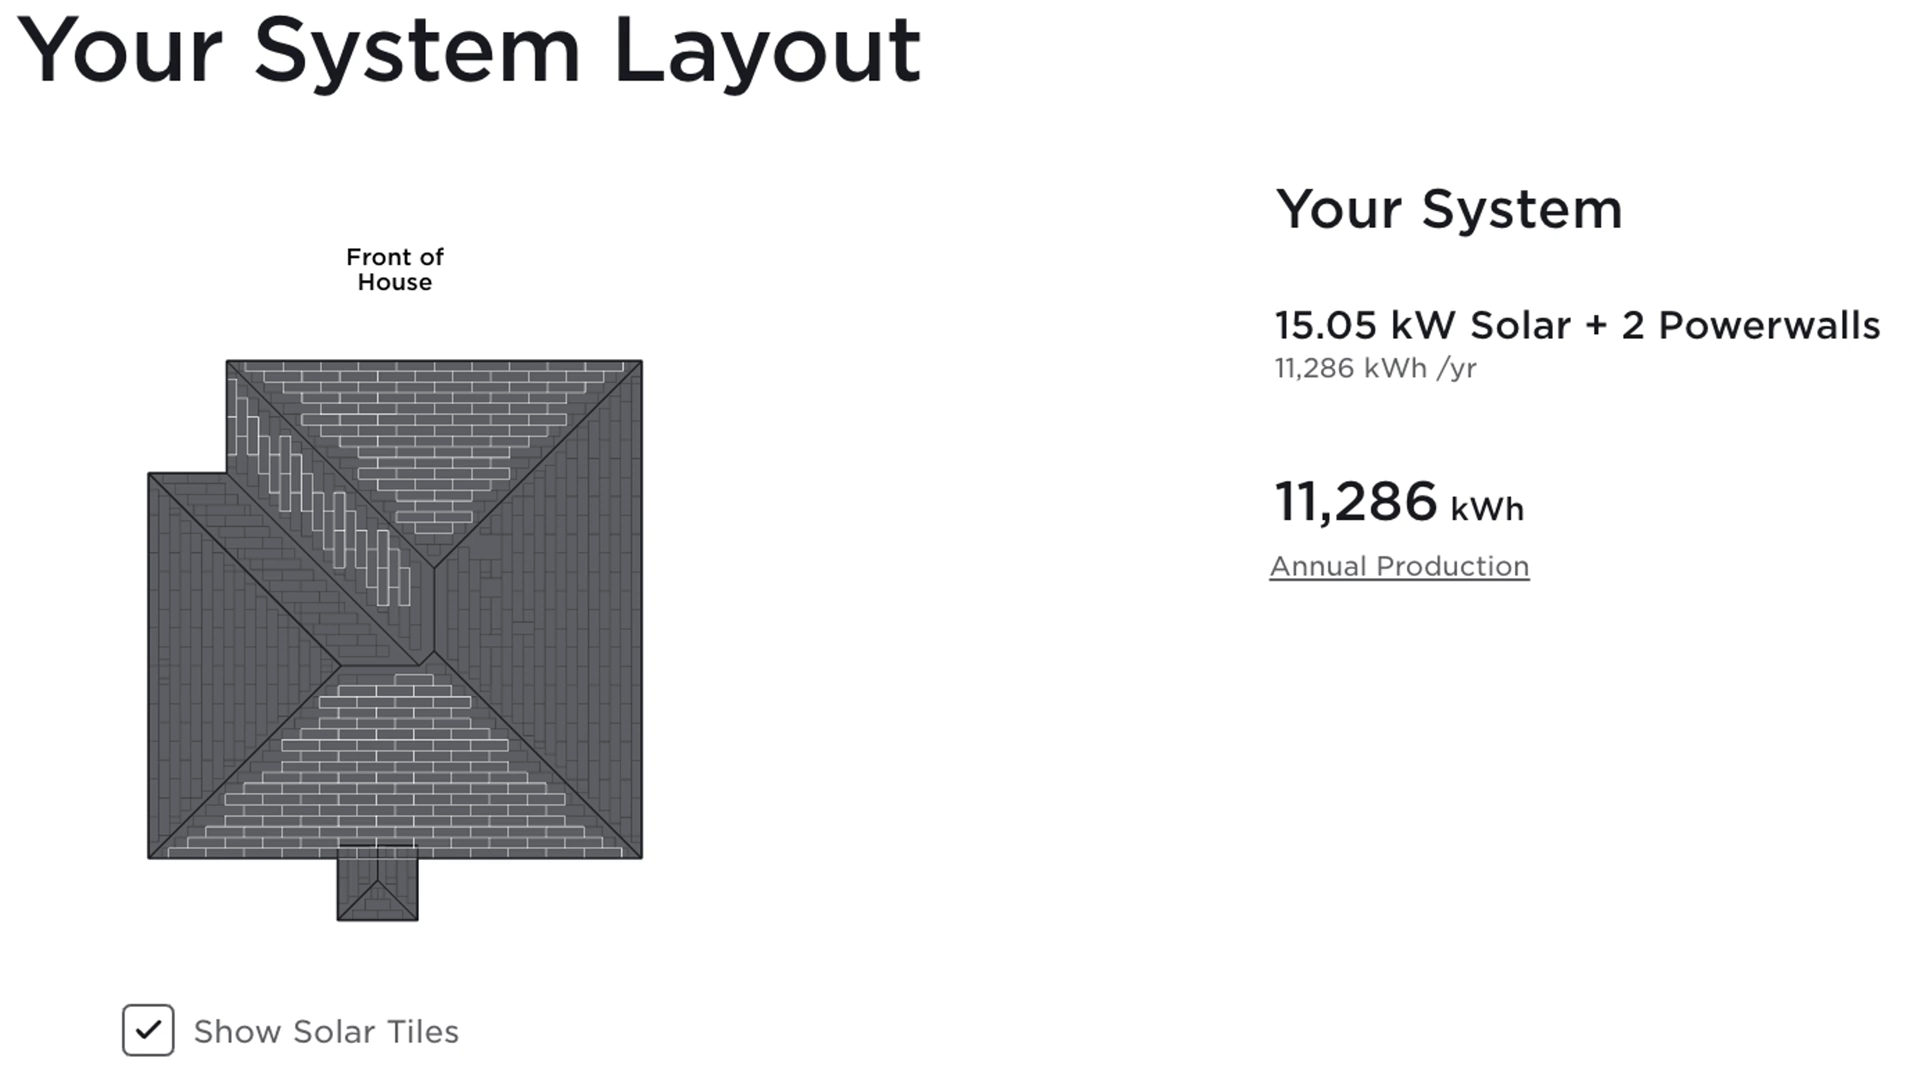 Your System Layout
Front of
House
Show Solar Tiles
Your System
15.05 kW Solar + 2 Powerwalls
11,286 kWh /yr
11,286 kWh
Annual Production